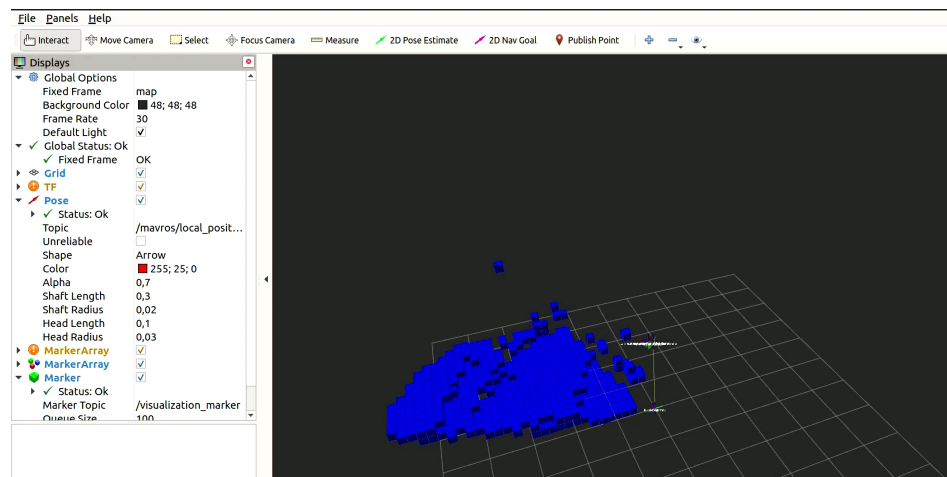 File Panels Help
Interact Move Camera Select Focus Camera Measure 2D Pose Estimate 2D Nav Goal Publish Point
Displays
Global Options
Fixed Frame map
Background Color 48; 48; 48
Frame Rate 30
Default Light
Global Status: Ok
Fixed Frame OK
Grid
TF
Pose
Status: Ok
Topic /mavros/local_posit...
Unreliable
Shape Arrow
Color 255; 25; 0
Alpha 0,7
Shaft Length 0,3
Shaft Radius 0,02
Head Length 0,1
Head Radius 0,03
MarkerArray
MarkerArray
Marker
Status: Ok
Marker Topic /visualization_marker
Queue Size 100